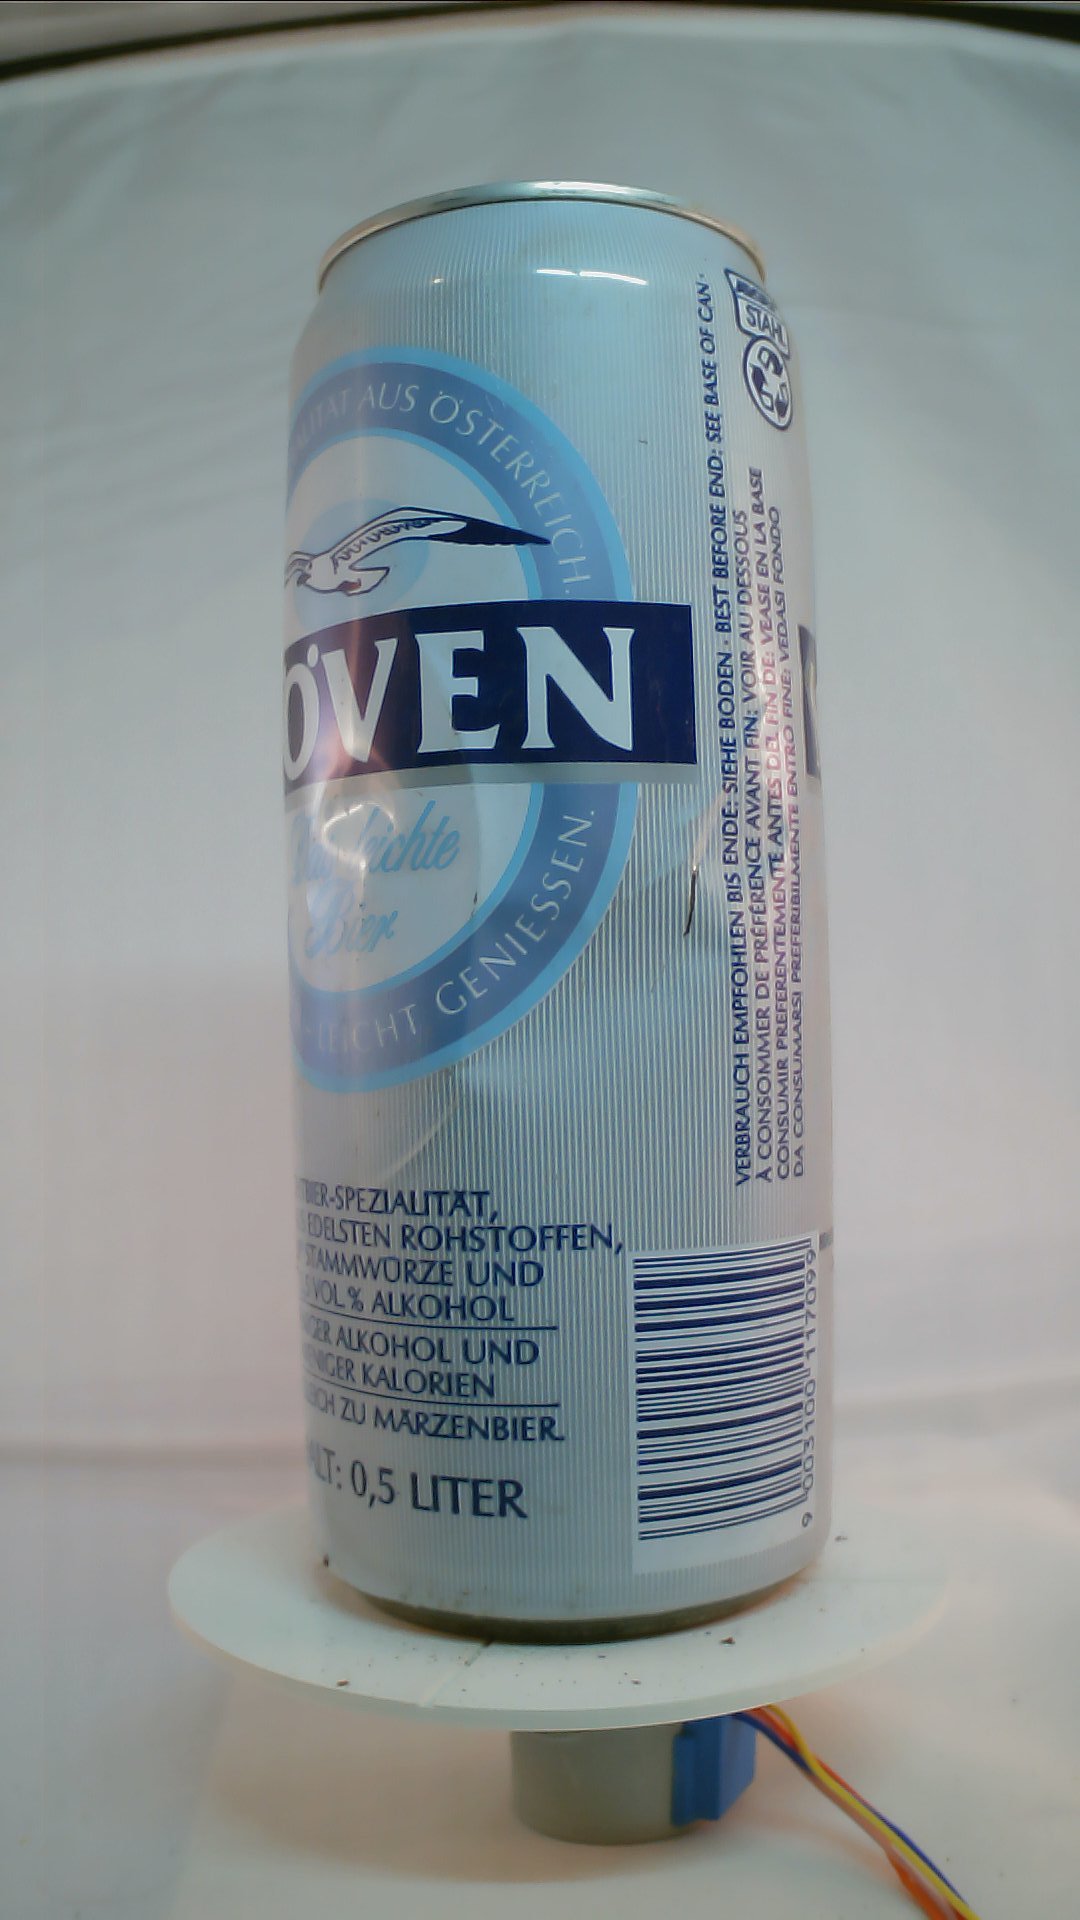 AUS ÖSTERREICH.
ÖVEN
leichte
Bier
LEICHT GENIESSEN.
BIER-SPEZIALITÄT,
EDELSTEN ROHSTOFFEN,
STAMMWÜRZE UND
VOL.% ALKOHOL
ALKOHOL UND
KALORIEN
ZU MÄRZENBIER.
0,5 LITER
VERBRAUCH EMPFOHLEN BIS ENDE: SIEHE BODEN · BEST BEFORE END: SEE BASE OF CAN ·
À CONSOMMER DE PRÉFÉRENCE AVANT FIN: VOIR AU DESSOUS
CONSUMIR PREFERENTEMENTE ANTES DEL FIN DE: VEASE EN LA BASE
DA CONSUMARSI PREFERIBILMENTE ENTRO FINE: VEDASI FONDO
STAHL
9 003100 117099